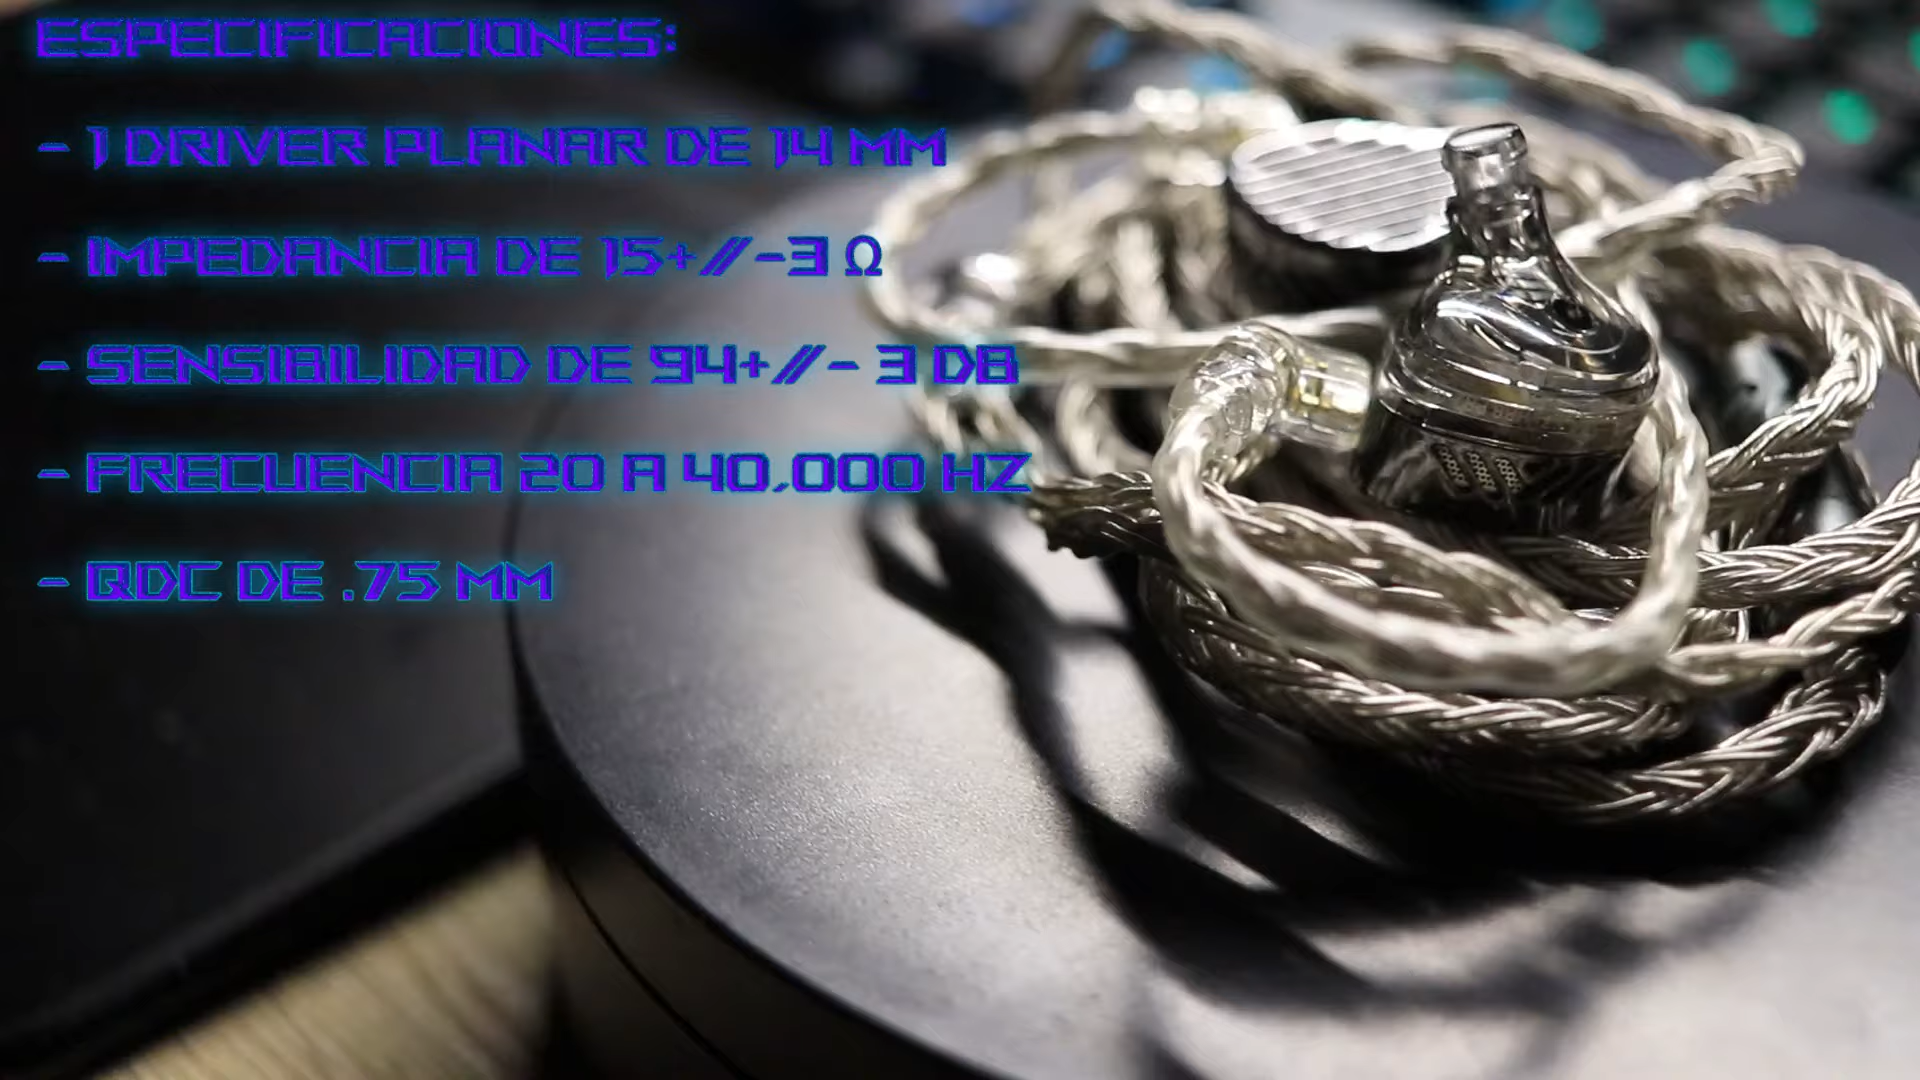 ESPECIFICACIONES:
- 1 DRIVER PLANAR DE 14 MM
- IMPEDANCIA DE 15+//-3 Ω
- SENSIBILIDAD DE 94+//- 3 DB
- FRECUENCIA 20 A 40,000 HZ
- QDC DE .75 MM